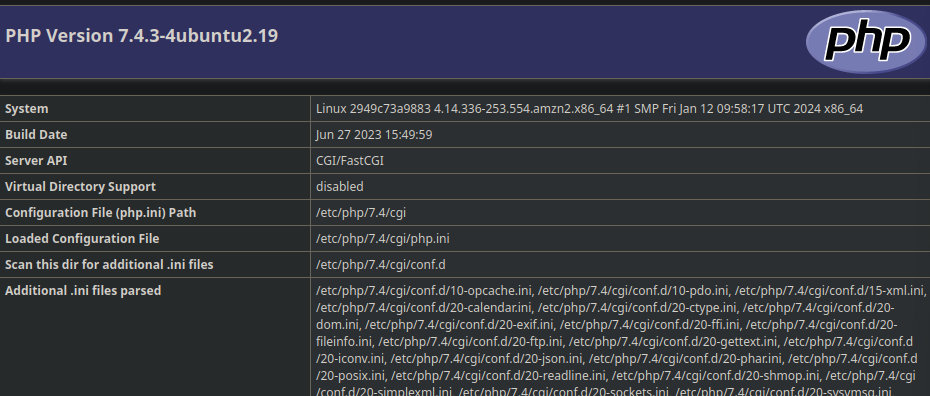 PHP Version 7.4.3-4ubuntu2.19
php
System Linux 2949c73a9883 4.14.336-253.554.amzn2.x86_64 #1 SMP Fri Jan 12 09:58:17 UTC 2024 x86_64
Build Date Jun 27 2023 15:49:59
Server API CGI/FastCGI
Virtual Directory Support disabled
Configuration File (php.ini) Path /etc/php/7.4/cgi
Loaded Configuration File /etc/php/7.4/cgi/php.ini
Scan this dir for additional .ini files /etc/php/7.4/cgi/conf.d
Additional .ini files parsed /etc/php/7.4/cgi/conf.d/10-opcache.ini, /etc/php/7.4/cgi/conf.d/10-pdo.ini, /etc/php/7.4/cgi/conf.d/15-xml.ini,
/etc/php/7.4/cgi/conf.d/20-calendar.ini, /etc/php/7.4/cgi/conf.d/20-ctype.ini, /etc/php/7.4/cgi/conf.d/20-
dom.ini, /etc/php/7.4/cgi/conf.d/20-exif.ini, /etc/php/7.4/cgi/conf.d/20-ffi.ini, /etc/php/7.4/cgi/conf.d/20-
fileinfo.ini, /etc/php/7.4/cgi/conf.d/20-ftp.ini, /etc/php/7.4/cgi/conf.d/20-gettext.ini, /etc/php/7.4/cgi/conf.d
/20-iconv.ini, /etc/php/7.4/cgi/conf.d/20-json.ini, /etc/php/7.4/cgi/conf.d/20-phar.ini, /etc/php/7.4/cgi/conf.d
/20-posix.ini, /etc/php/7.4/cgi/conf.d/20-readline.ini, /etc/php/7.4/cgi/conf.d/20-shmop.ini, /etc/php/7.4/cgi
/conf.d/20-simplexml.ini, /etc/php/7.4/cgi/conf.d/20-sockets.ini, /etc/php/7.4/cgi/conf.d/20-sysvmsg.ini,